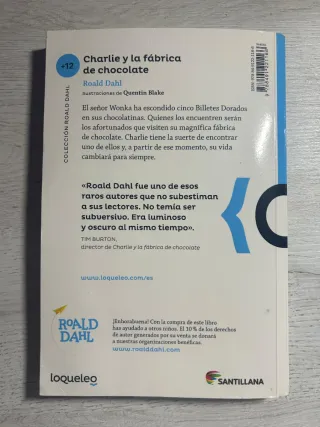 +12
Charlie y la fábrica
de chocolate
Roald Dahl
Ilustraciones de Quentin Blake
COLECCIÓN ROALD DAHL
El señor Wonka ha escondido cinco Billetes Dorados
en sus chocolatinas. Quienes los encuentren serán
los afortunados que visiten su magnífica fábrica
de chocolate. Charlie tiene la suerte de encontrar
uno de ellos y, a partir de ese momento, su vida
cambiará para siempre.
«Roald Dahl fue uno de esos
raros autores que no subestiman
a sus lectores. No temía ser
subversivo. Era luminoso
y oscuro al mismo tiempo».
TIM BURTON,
director de Charlie y la fábrica de chocolate
www.loqueleo.com/es
ROALD
DAHL
¡Enhorabuena! Con la compra de este libro
has ayudado a otros niños. El 10 % de los derechos
de autor generados por su venta se donará
a nuestras organizaciones benéficas.
www.roalddahl.com
loqueleo
SANTILLANA